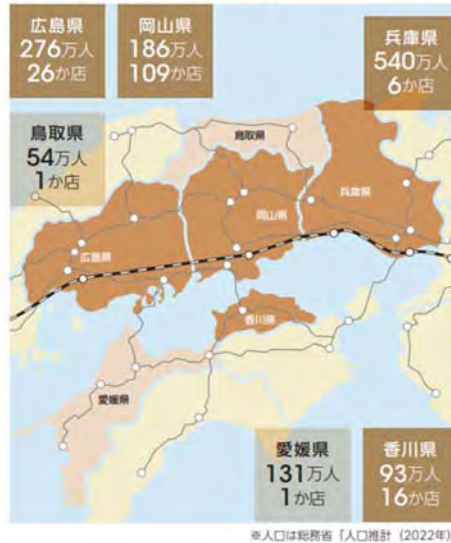 広島県
276万人
26か店
岡山県
186万人
109か店
兵庫県
540万人
6か店
鳥取県
54万人
1か店
鳥取県
兵庫県
岡山県
広島県
香川県
愛媛県
愛媛県
131万人
1か店
香川県
93万人
16か店
※人口は総務省「人口推計（2022年）